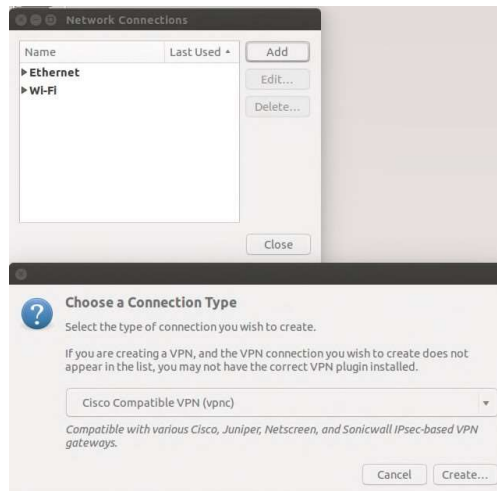 Network Connections
Name Last Used Add
Ethernet Edit...
Wi-Fi Delete...
Close
Choose a Connection Type
Select the type of connection you wish to create.
If you are creating a VPN, and the VPN connection you wish to create does not
appear in the list, you may not have the correct VPN plugin installed.
Cisco Compatible VPN (vpnc)
Compatible with various Cisco, Juniper, Netscreen, and Sonicwall IPsec-based VPN
gateways.
Cancel Create...